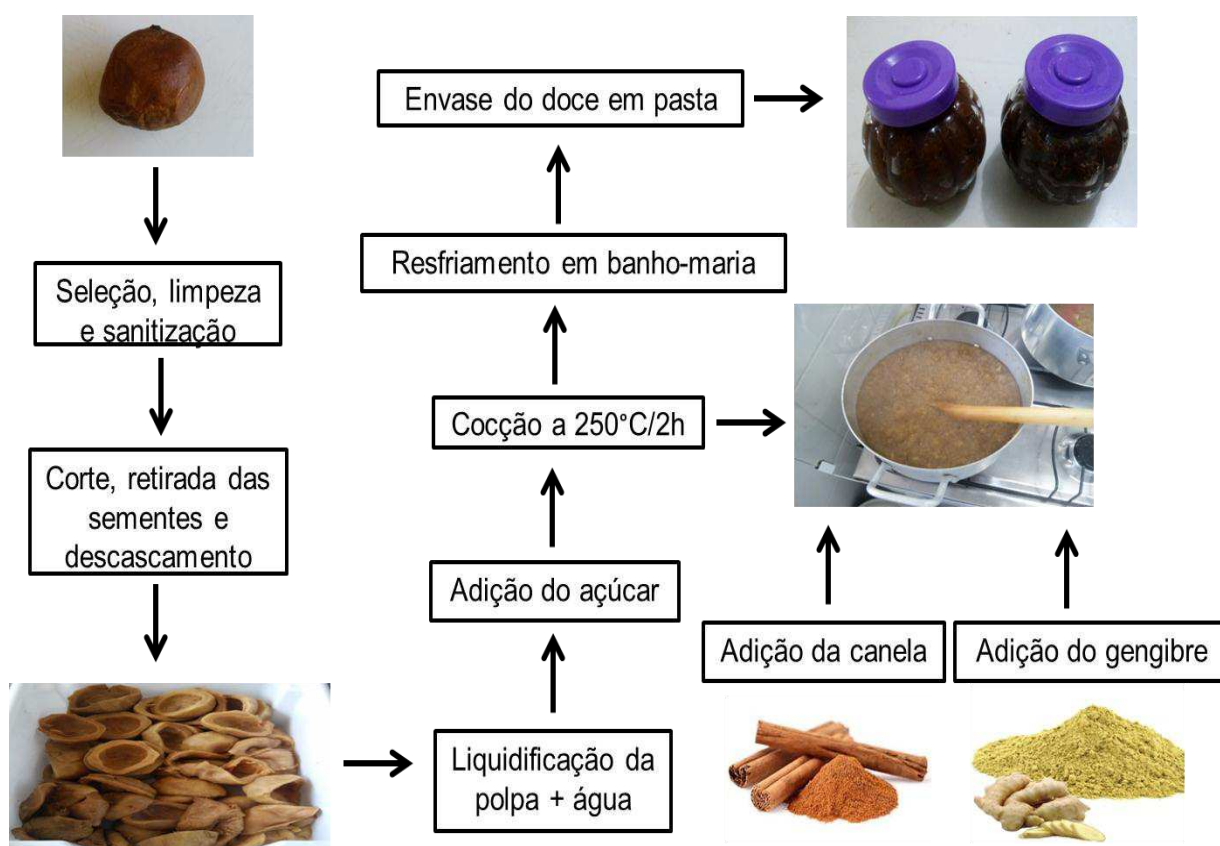 Seleção, limpeza
e sanitização
Corte, retirada das
sementes e
descascamento
Liquidificação da
polpa + água
Adição do açúcar
Cocção a 250°C/2h
Adição da canela
Adição do gengibre
Resfriamento em banho-maria
Envase do doce em pasta